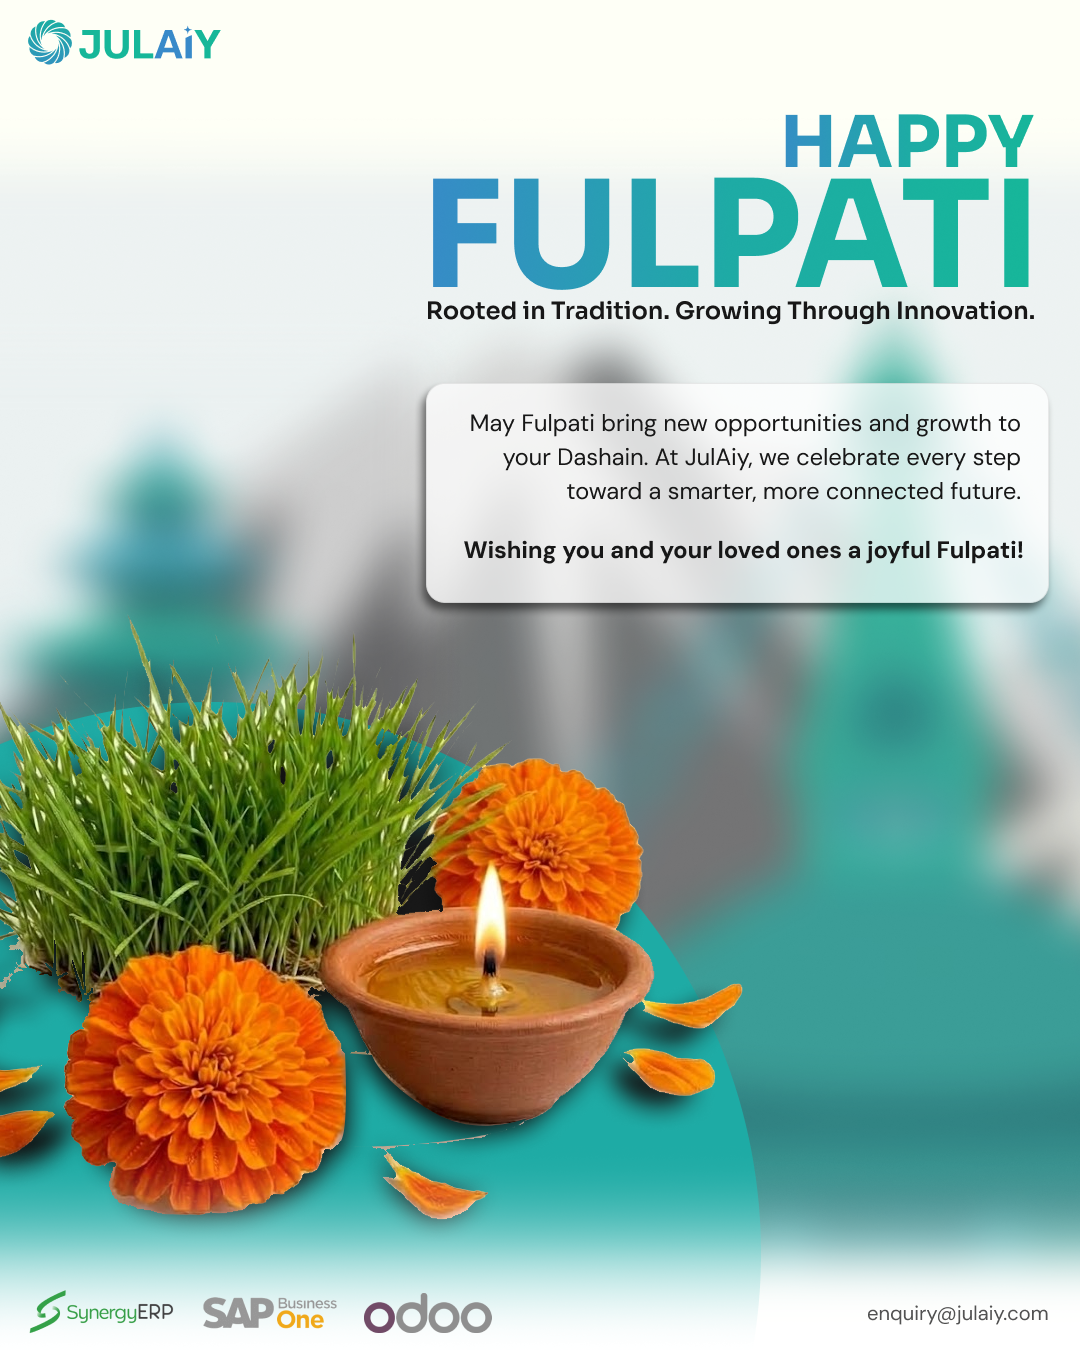 JULAiY
HAPPY
FULPATI
Rooted in Tradition. Growing Through Innovation.
May Fulpati bring new opportunities and growth to
your Dashain. At JulAiy, we celebrate every step
toward a smarter, more connected future.
Wishing you and your loved ones a joyful Fulpati!
SynergyERP
SAP Business One
odoo
enquiry@julaiy.com